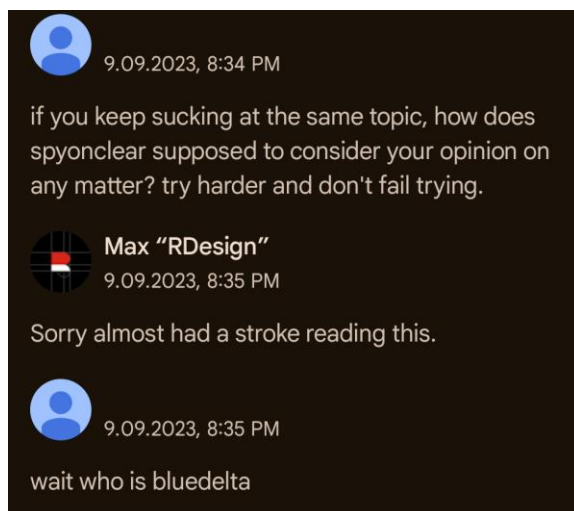 9.09.2023, 8:34 PM
if you keep sucking at the same topic, how does
spyonclear supposed to consider your opinion on
any matter? try harder and don't fail trying.
Max “RDesign”
9.09.2023, 8:35 PM
Sorry almost had a stroke reading this.
9.09.2023, 8:35 PM
wait who is bluedelta